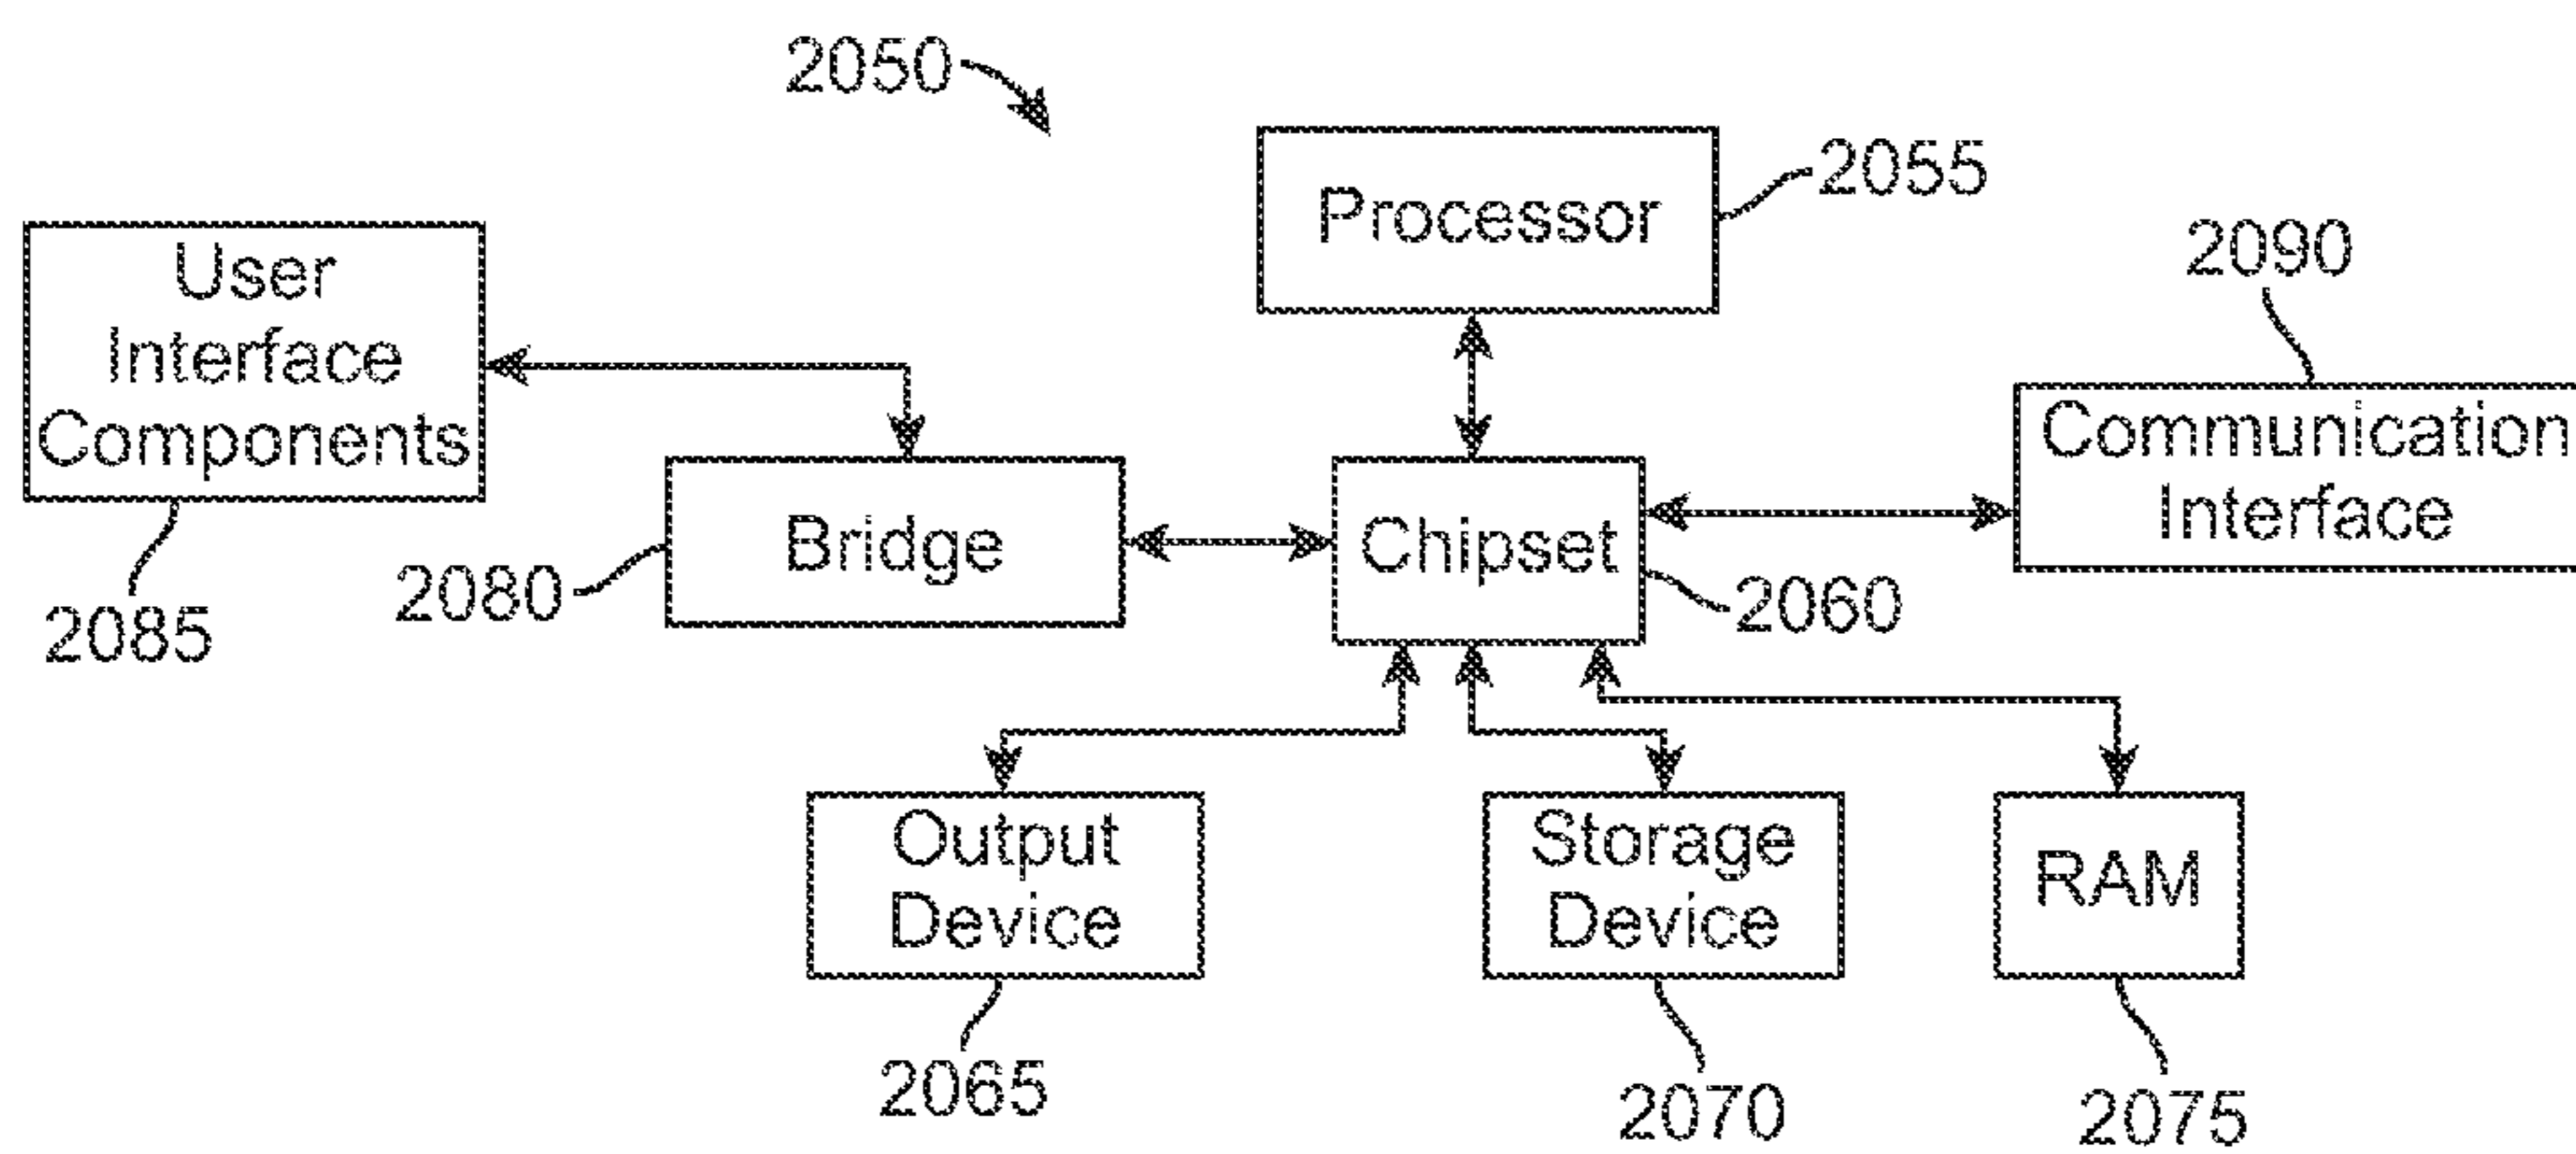 2050
Processor
2055
User
Interface
Components
2085
2090
Communication
Interface
Bridge
2080
Chipset
2060
Output
Device
2065
Storage
Device
2070
RAM
2075